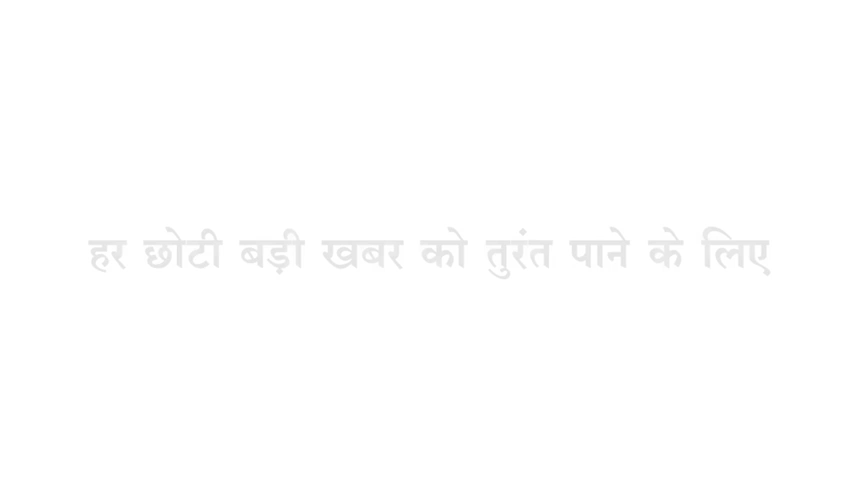 हर छोटी बड़ी खबर को तुरंत पाने के लिए